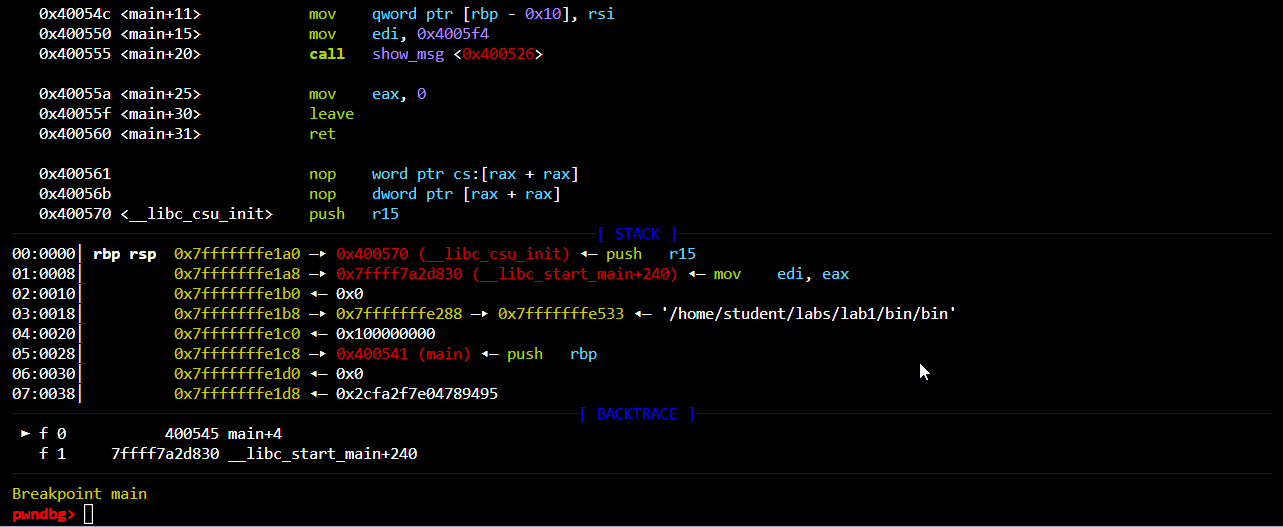 0x40054c <main+11> mov qword ptr [rbp - 0x10], rsi
0x400550 <main+15> mov edi, 0x4005f4
0x400555 <main+20> call show_msg <0x400526>
0x40055a <main+25> mov eax, 0
0x40055f <main+30> leave
0x400560 <main+31> ret
0x400561 nop word ptr cs:[rax + rax]
0x40056b nop dword ptr [rax + rax]
0x400570 <__libc_csu_init> push r15
[ STACK ]
00:0000│ rbp rsp 0x7fffffffe1a0 —▸ 0x400570 (__libc_csu_init) ◂— push r15
01:0008│ 0x7fffffffe1a8 —▸ 0x7ffff7a2d830 (__libc_start_main+240) ◂— mov edi, eax
02:0010│ 0x7fffffffe1b0 ◂— 0x0
03:0018│ 0x7fffffffe1b8 —▸ 0x7fffffffe288 —▸ 0x7fffffffe533 ◂— '/home/student/labs/lab1/bin/bin'
04:0020│ 0x7fffffffe1c0 ◂— 0x100000000
05:0028│ 0x7fffffffe1c8 —▸ 0x400541 (main) ◂— push rbp
06:0030│ 0x7fffffffe1d0 ◂— 0x0
07:0038│ 0x7fffffffe1d8 ◂— 0x2cfa2f7e04789495
[ BACKTRACE ]
► f 0 400545 main+4
f 1 7ffff7a2d830 __libc_start_main+240
Breakpoint main
pwndbg>